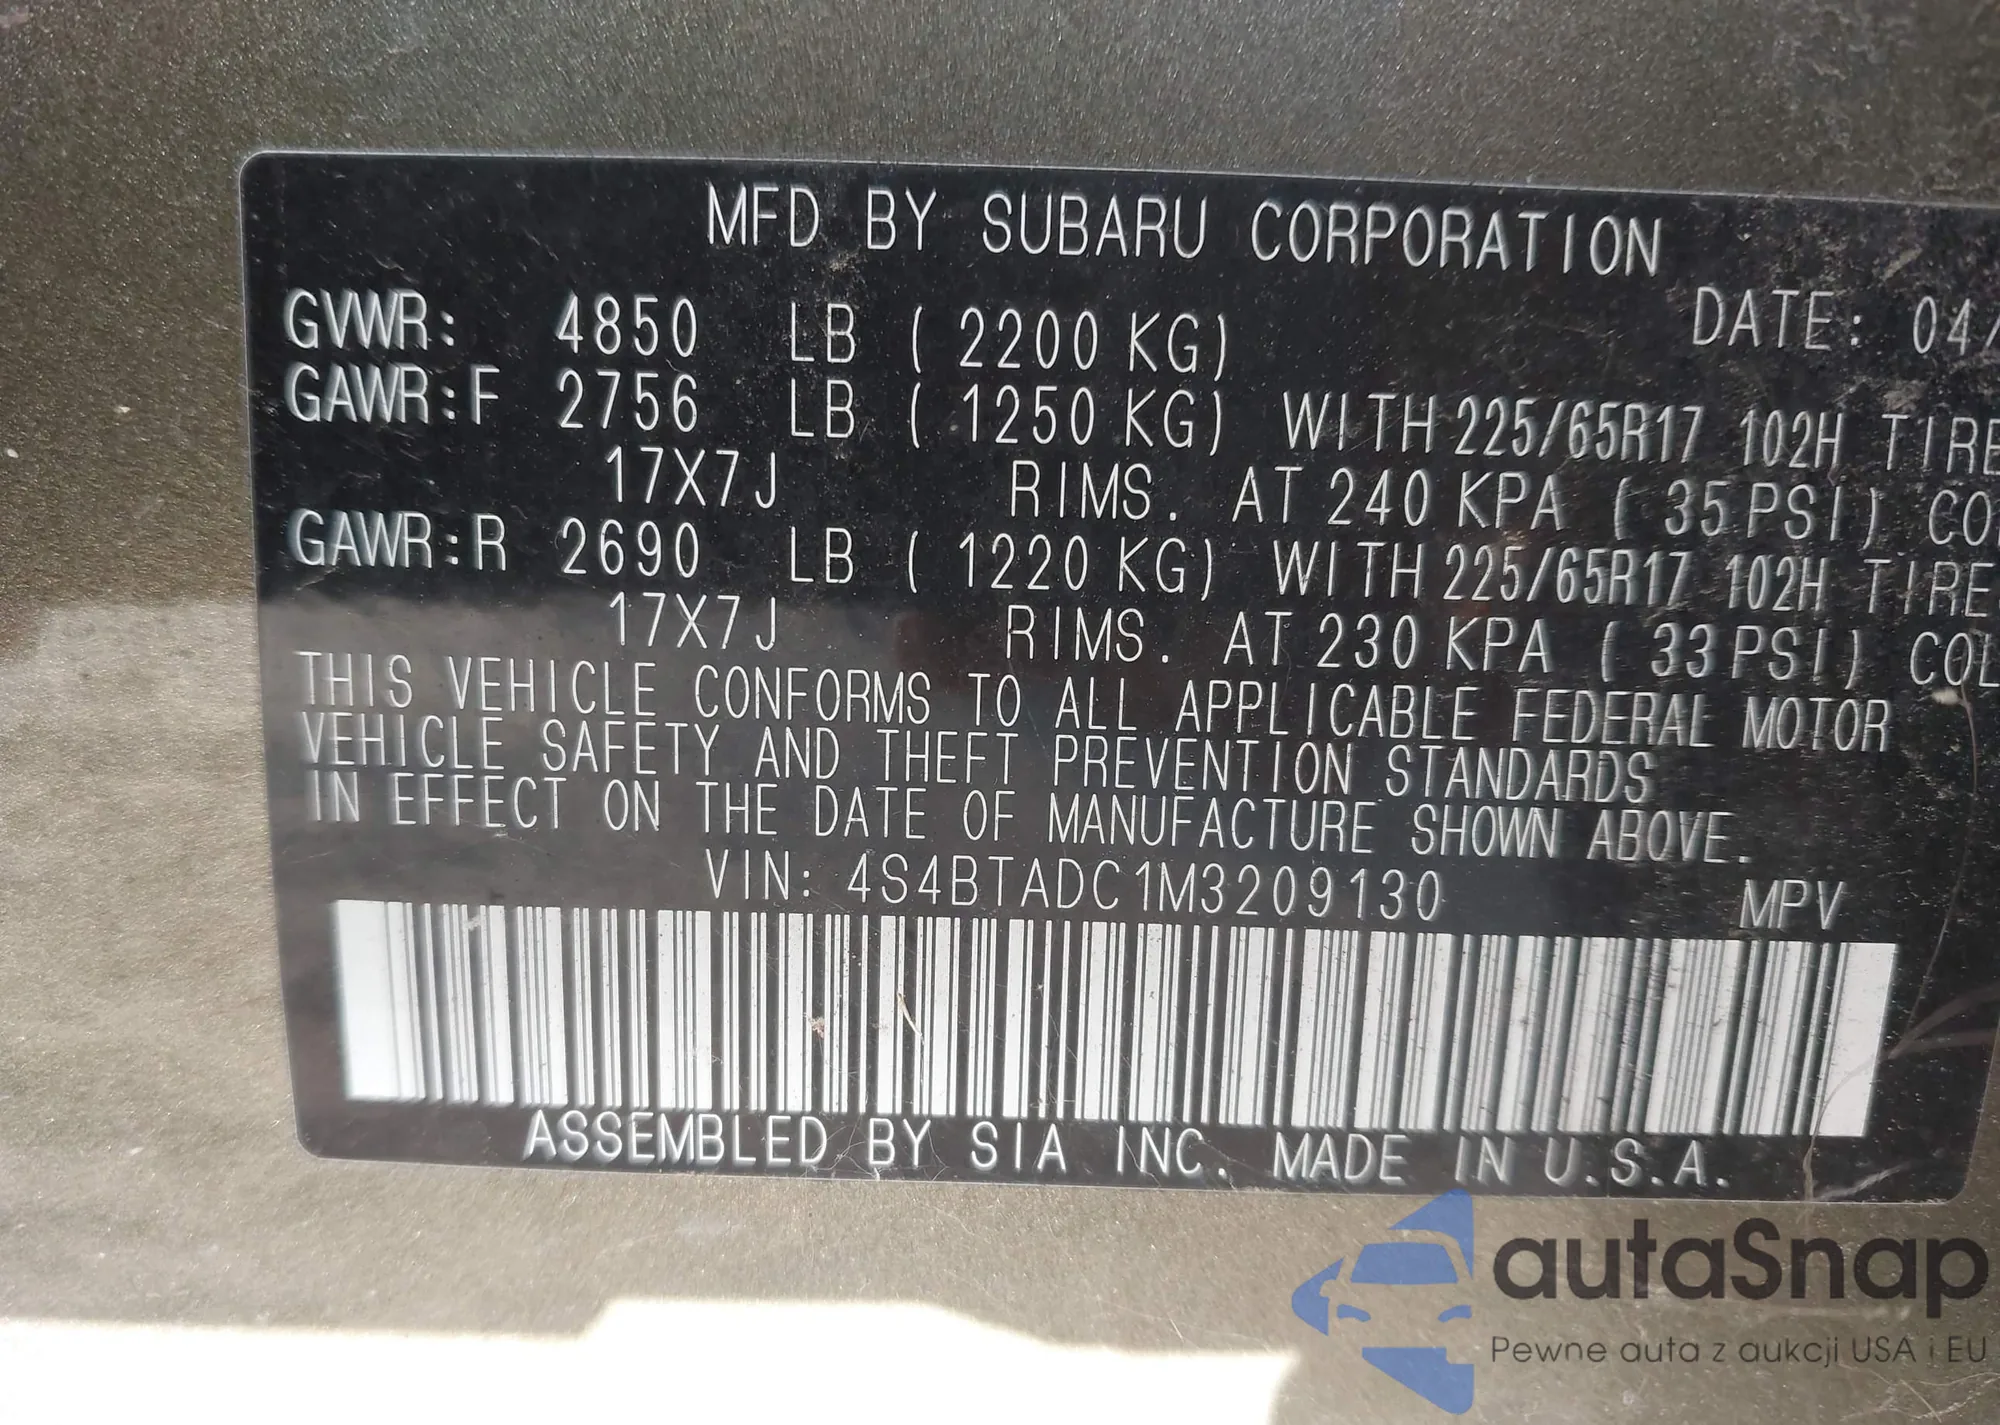 MFD BY SUBARU CORPORATION
DATE: 04/
GVWR: 4850 LB ( 2200 KG)
GAWR:F 2756 LB ( 1250 KG) WITH 225/65R17 102H TIRE
17X7J RIMS. AT 240 KPA ( 35 PSI) CO
GAWR:R 2690 LB ( 1220 KG) WITH 225/65R17 102H TIRE
17X7J RIMS. AT 230 KPA ( 33 PSI) COL
THIS VEHICLE CONFORMS TO ALL APPLICABLE FEDERAL MOTOR
VEHICLE SAFETY AND THEFT PREVENTION STANDARDS
IN EFFECT ON THE DATE OF MANUFACTURE SHOWN ABOVE.
VIN: 4S4BTADC1M3209130 MPV
ASSEMBLED BY SIA INC. MADE IN U.S.A.
autaSnap
Pewne auta z aukcji USA i EU